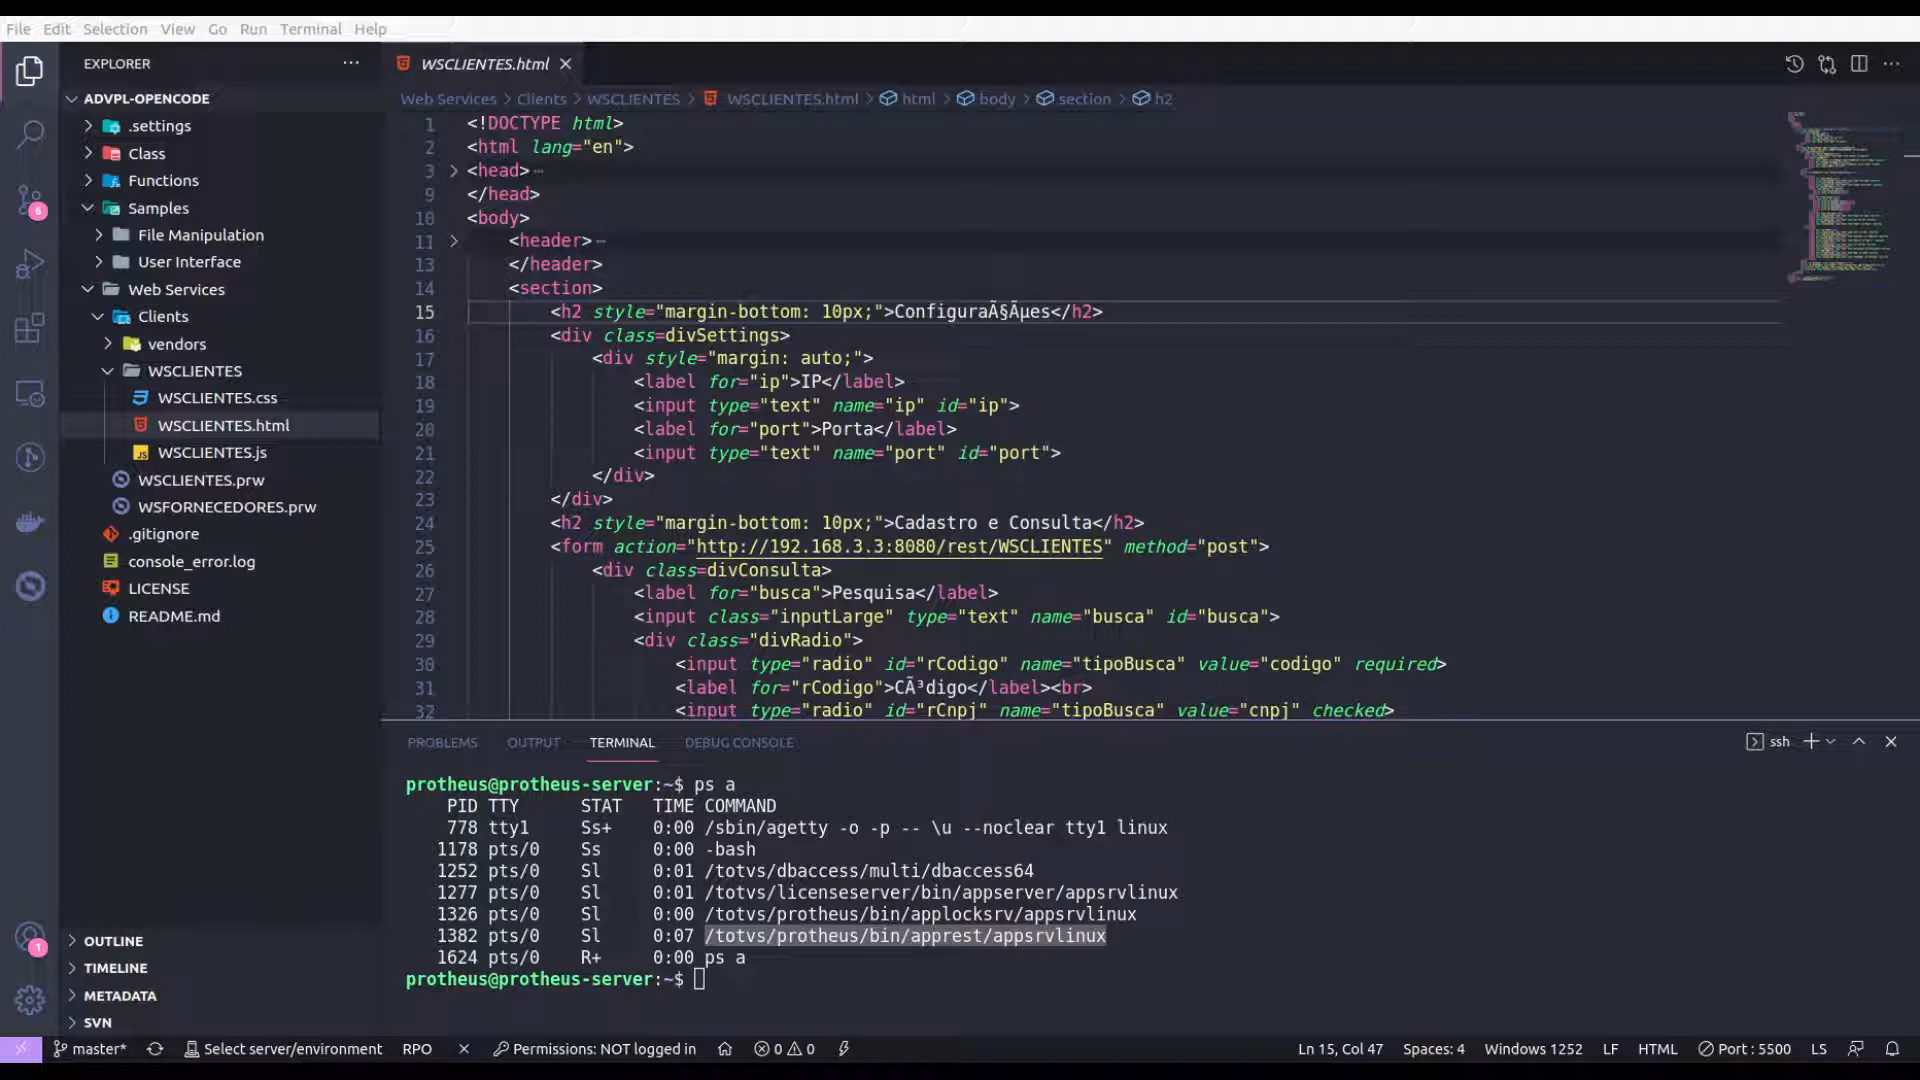 File Edit Selection View Go Run Terminal Help
EXPLORER
ADVPL-OPENCODE
.settings
Class
Functions
Samples
File Manipulation
User Interface
Web Services
Clients
vendors
WSCLIENTES
WSCLIENTES.css
WSCLIENTES.html
WSCLIENTES.js
WSCLIENTES.prw
WSFORNECEDORES.prw
.gitignore
console_error.log
LICENSE
README.md
OUTLINE
TIMELINE
METADATA
SVN
6
1
WSCLIENTES.html
Web Services > Clients > WSCLIENTES > WSCLIENTES.html > html > body > section > h2
1 <!DOCTYPE html>
2 <html lang="en">
3 <head>
9 </head>
10 <body>
11 <header>
13 </header>
14 <section>
15 <h2 style="margin-bottom: 10px;">ConfiguraÃ§Ãµes</h2>
16 <div class=divSettings>
17 <div style="margin: auto;">
18 <label for="ip">IP</label>
19 <input type="text" name="ip" id="ip">
20 <label for="port">Porta</label>
21 <input type="text" name="port" id="port">
22 </div>
23 </div>
24 <h2 style="margin-bottom: 10px;">Cadastro e Consulta</h2>
25 <form action="http://192.168.3.3:8080/rest/WSCLIENTES" method="post">
26 <div class=divConsulta>
27 <label for="busca">Pesquisa</label>
28 <input class="inputLarge" type="text" name="busca" id="busca">
29 <div class="divRadio">
30 <input type="radio" id="rCodigo" name="tipoBusca" value="codigo" required>
31 <label for="rCodigo">CÃ³digo</label><br>
32 <input type="radio" id="rCnpj" name="tipoBusca" value="cnpj" checked>
PROBLEMS OUTPUT TERMINAL DEBUG CONSOLE
ssh
protheus@protheus-server:~$ ps a
PID TTY STAT TIME COMMAND
778 tty1 Ss+ 0:00 /sbin/agetty -o -p -- \u --noclear tty1 linux
1178 pts/0 Ss 0:00 -bash
1252 pts/0 Sl 0:01 /totvs/dbaccess/multi/dbaccess64
1277 pts/0 Sl 0:01 /totvs/licenseserver/bin/appserver/appsrvlinux
1326 pts/0 Sl 0:00 /totvs/protheus/bin/applocksrv/appsrvlinux
1382 pts/0 Sl 0:07 /totvs/protheus/bin/apprest/appsrvlinux
1624 pts/0 R+ 0:00 ps a
protheus@protheus-server:~$
master* Select server/environment RPO Permissions: NOT logged in 0 0 Ln 15, Col 47 Spaces: 4 Windows 1252 LF HTML Port : 5500 LS